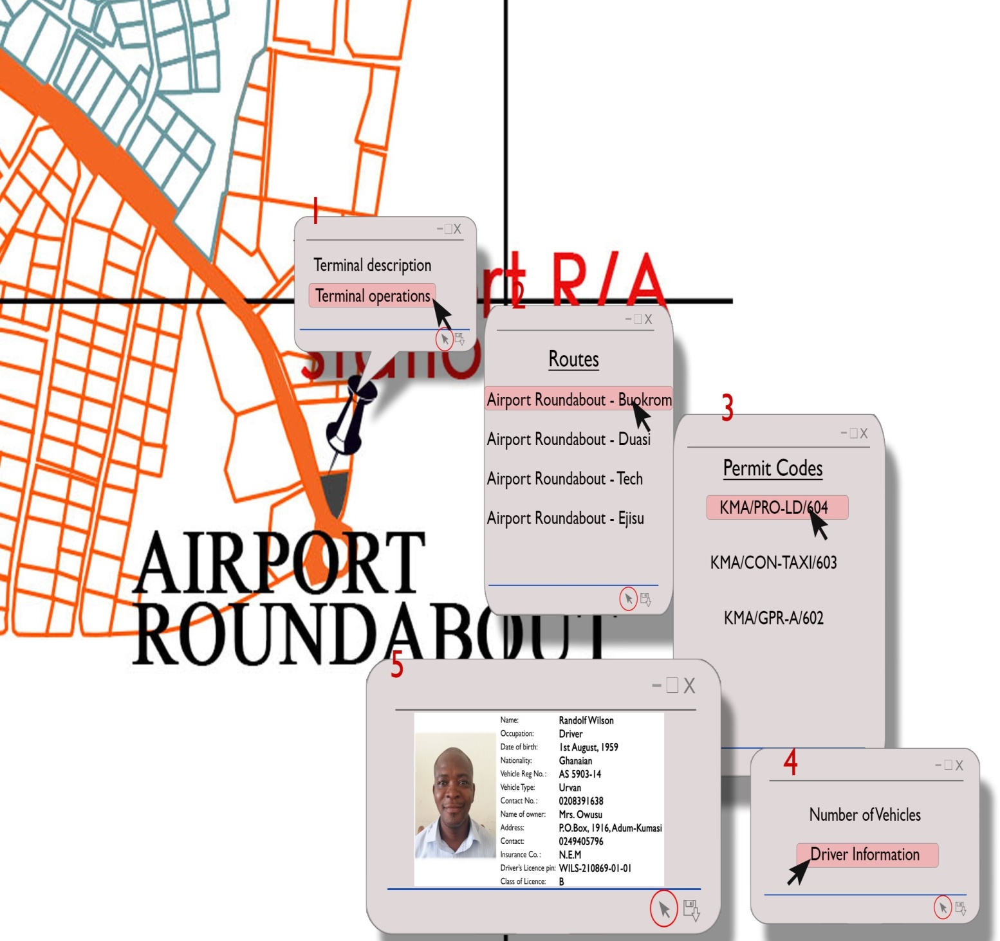 1
- □ X
Terminal description
Terminal operations
rt R/A
2
- □ X
Routes
Airport Roundabout - Buokrom
Airport Roundabout - Duasi
Airport Roundabout - Tech
Airport Roundabout - Ejisu
3
- □ X
Permit Codes
KMA/PRO-LD/604
KMA/CON-TAXI/603
KMA/GPR-A/602
AIRPORT
ROUNDABOUT
4
- □ X
Number of Vehicles
Driver Information
5
- □ X
Name: Randolf Wilson
Occupation: Driver
Date of birth: 1st August, 1959
Nationality: Ghanaian
Vehicle Reg No.: AS 5903-14
Vehicle Type: Urvan
Contact No.: 0208391638
Name of owner: Mrs. Owusu
Address: P.O.Box, 1916, Adum-Kumasi
Contact: 0249405796
Insurance Co.: N.E.M
Driver's Licence pin: WILS-210869-01-01
Class of Licence: B